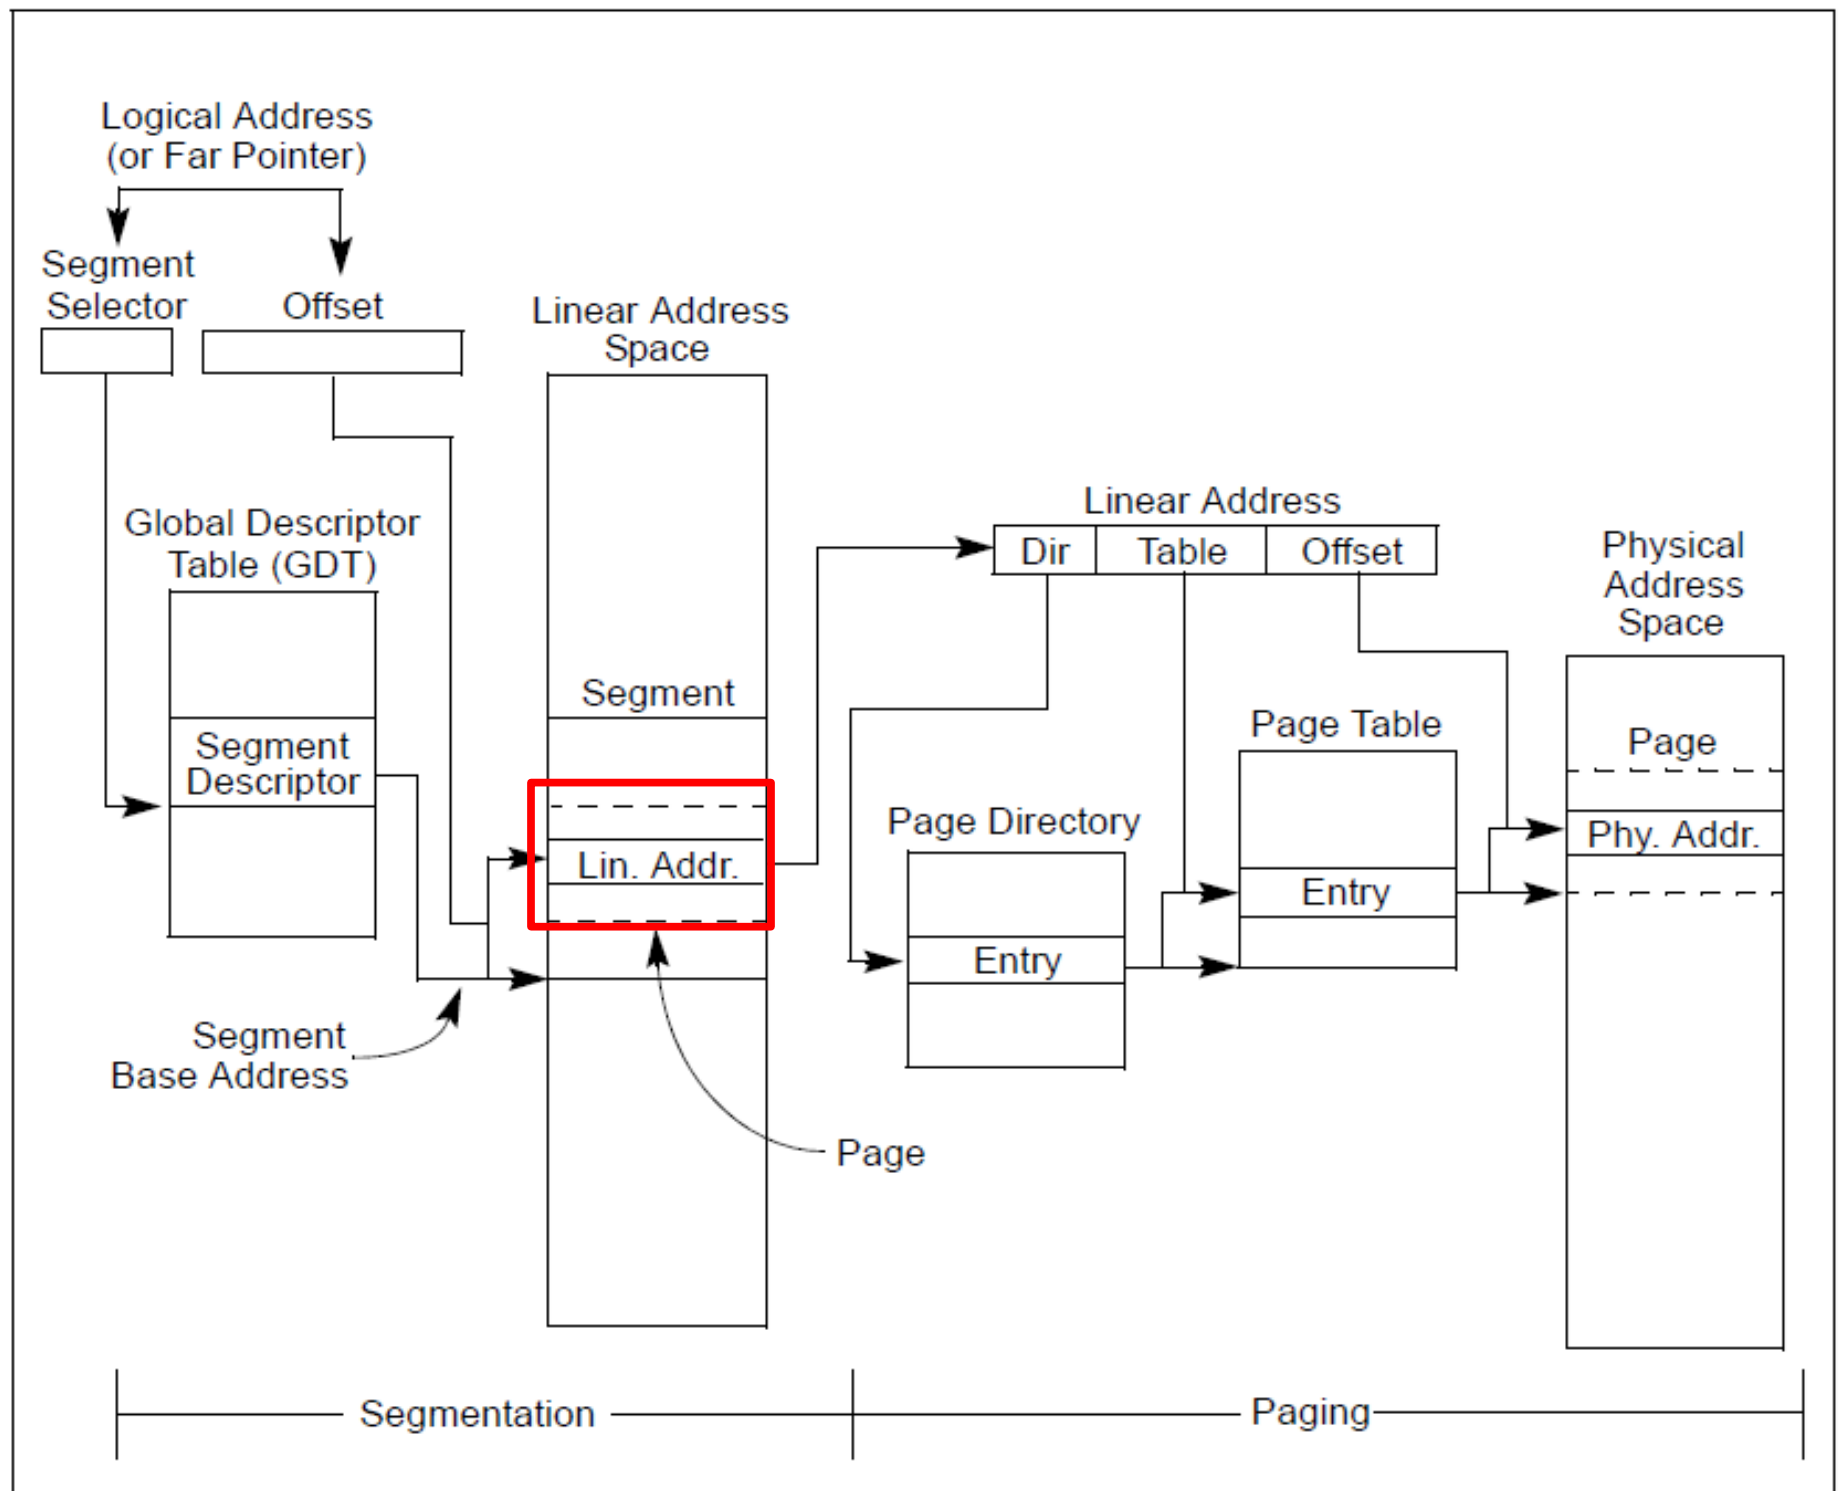 Logical Address
(or Far Pointer)
Segment
Selector
Offset
Linear Address
Space
Global Descriptor
Table (GDT)
Segment
Descriptor
Segment
Lin. Addr.
Segment
Base Address
Page
Linear Address
Dir
Table
Offset
Page Directory
Entry
Page Table
Entry
Physical
Address
Space
Page
Phy. Addr.
Segmentation
Paging